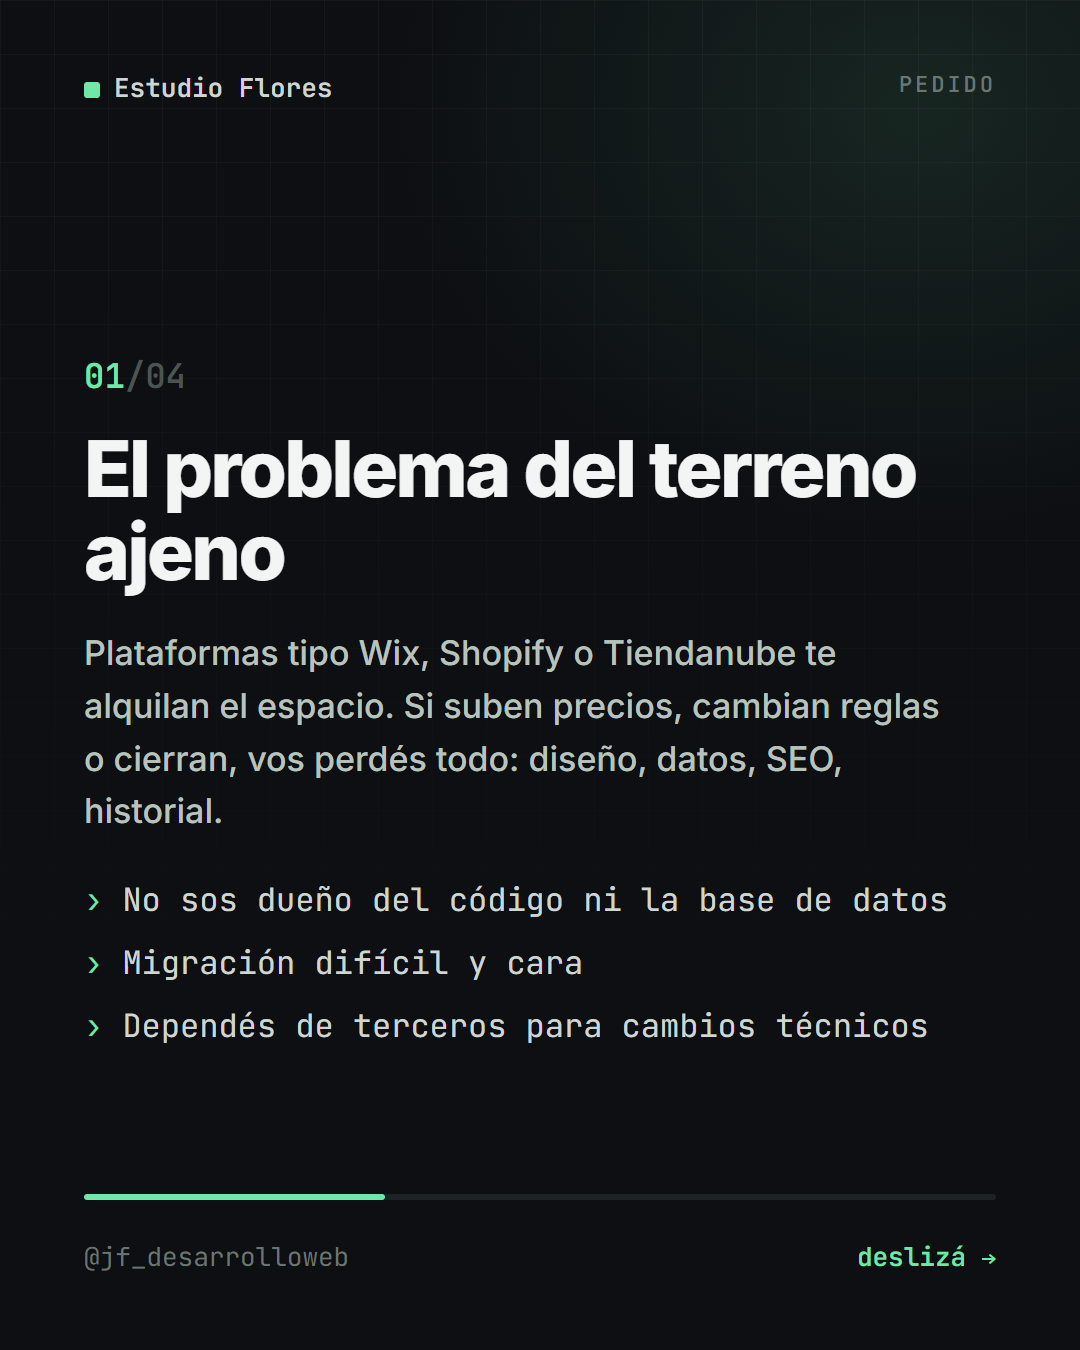 Estudio Flores
PEDIDO
01/04
El problema del terreno
ajeno
Plataformas tipo Wix, Shopify o Tiendanube te
alquilan el espacio. Si suben precios, cambian reglas
o cierran, vos perdés todo: diseño, datos, SEO,
historial.
› No sos dueño del código ni la base de datos
› Migración difícil y cara
› Dependés de terceros para cambios técnicos
@jf_desarrolloweb
deslizá →